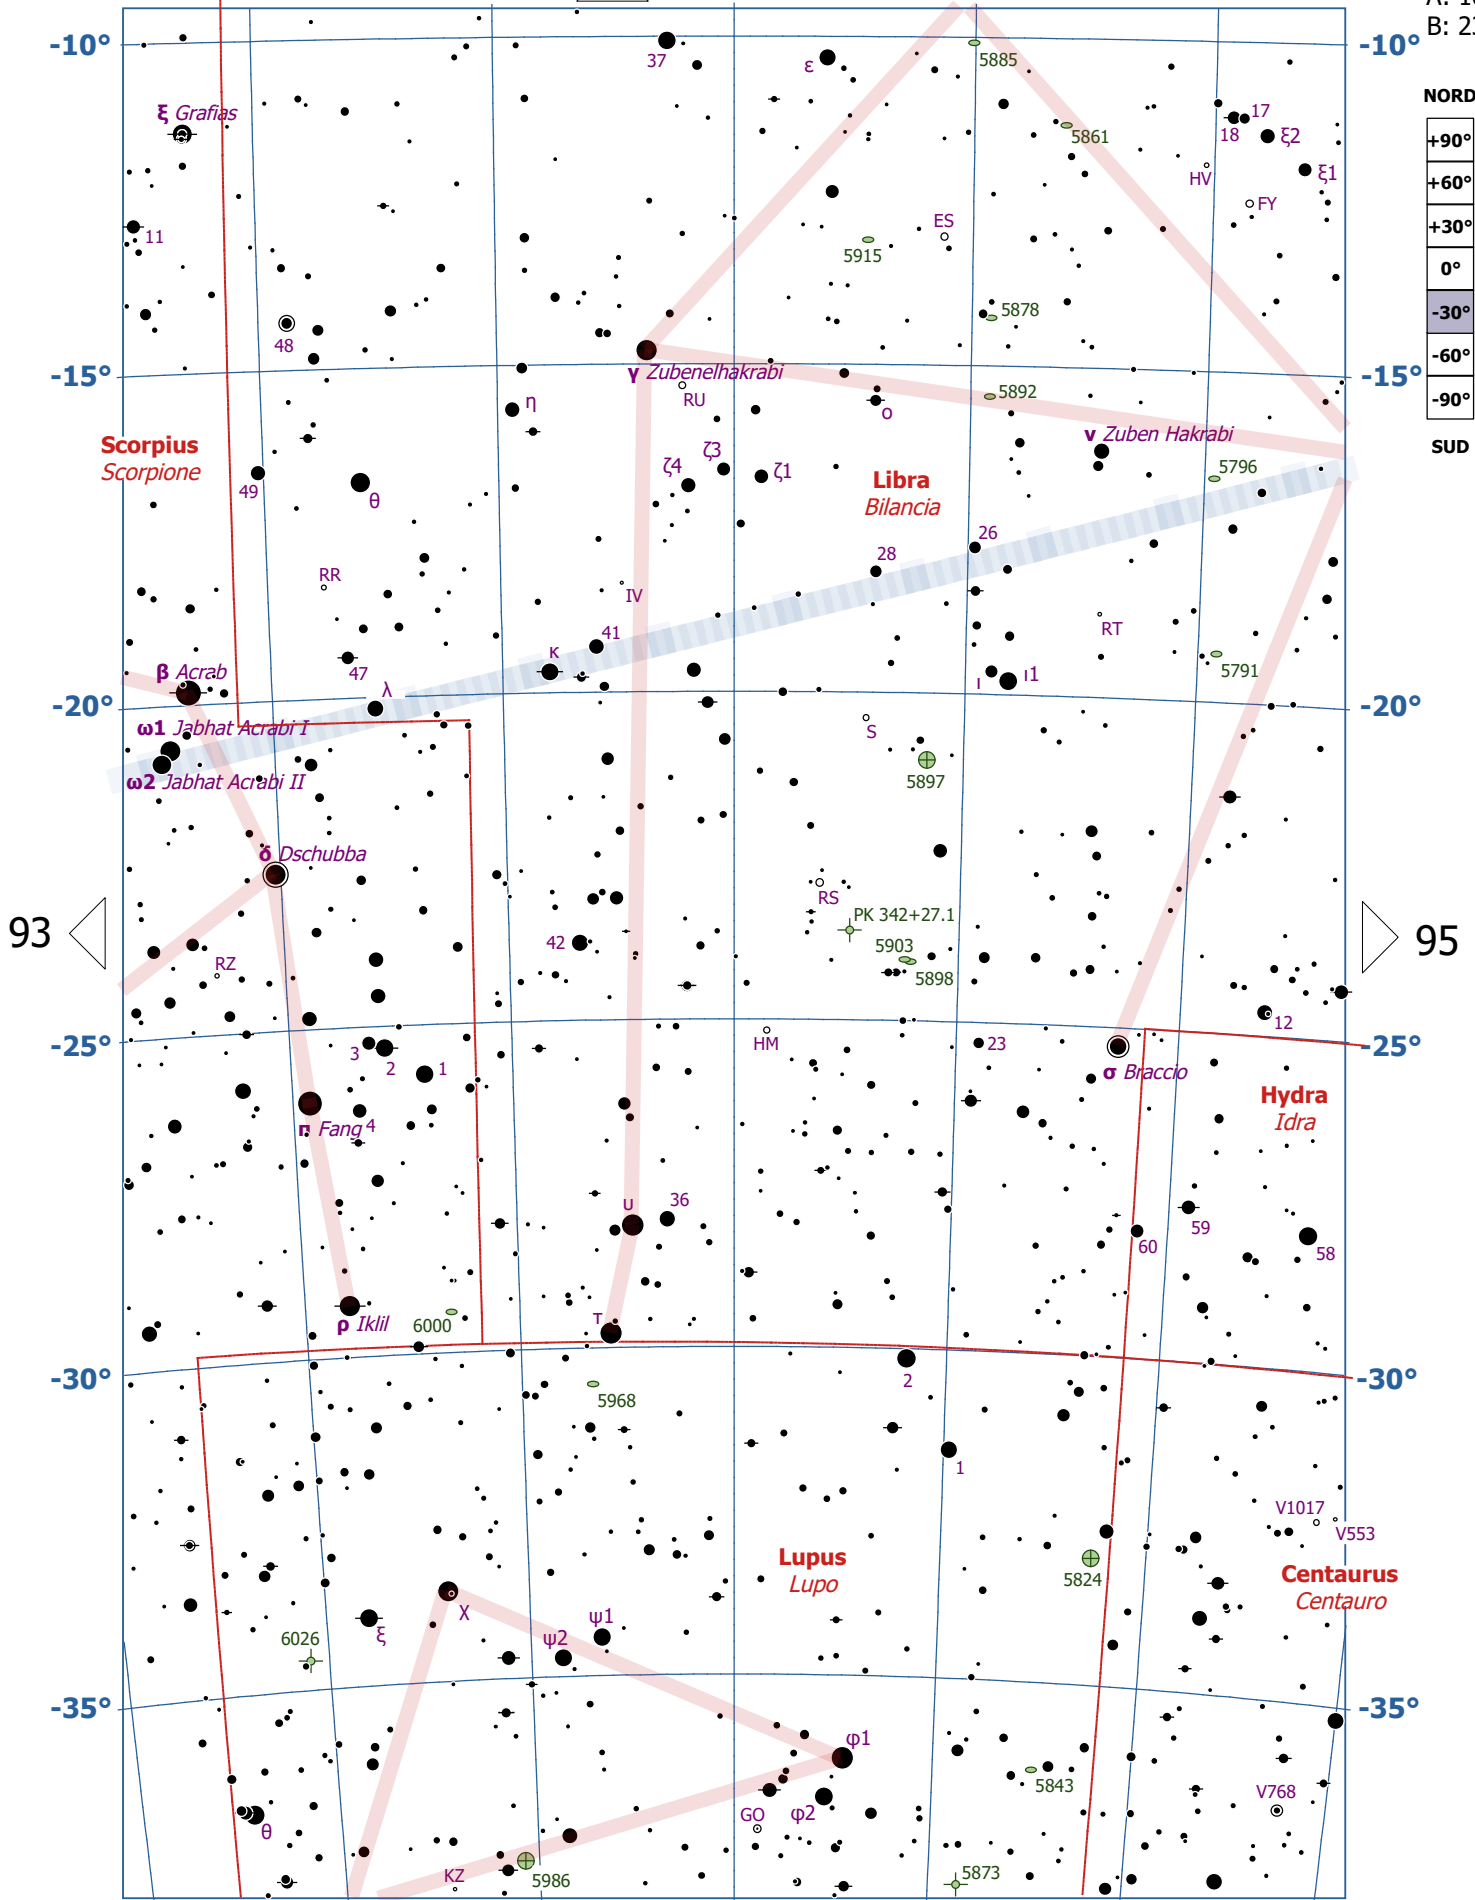 A: 16
B: 23
-10°
-10°
37
ε
5885
NORD
ξ Grafias
17
18
ξ2
5861
+90°
HV
ξ1
+60°
FY
11
ES
5915
+30°
0°
5878
-30°
48
-60°
-15°
-15°
γ Zubenelhakrabi
RU
5892
-90°
η
ο
ν Zuben Hakrabi
SUD
Scorpius
Scorpione
ζ3
ζ4
ζ1
Libra
Bilancia
5796
49
θ
26
28
RR
IV
RT
41
κ
47
β Acrab
ι
ι1
5791
λ
-20°
-20°
ω1 Jabhat Acrabi I
S
ω2 Jabhat Acrabi II
5897
δ Dschubba
RS
PK 342+27.1
93
42
5903
95
RZ
5898
12
HM
23
-25°
-25°
3
2
1
σ Braccio
Hydra
Idra
π Fang
4
υ
36
59
60
58
ρ Iklil
6000
τ
-30°
-30°
2
5968
1
V1017
V553
Lupus
Lupo
5824
Centaurus
Centauro
χ
ξ
ψ1
ψ2
6026
-35°
-35°
φ1
5843
V768
GO
φ2
θ
KZ
5986
5873